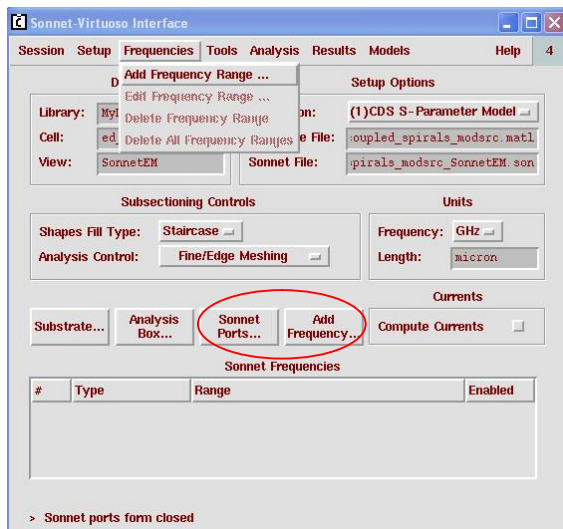 Sonnet-Virtuoso Interface
Session Setup Frequencies Tools Analysis Results Models Help 4
Add Frequency Range ...
Edit Frequency Range ...
Delete Frequency Range
Delete All Frequency Ranges
D
Setup Options
Library: My
on: (1)CDS S-Parameter Model
Cell: ed_
e File: oupled_spirals_modsrc.matl
View: SonnetEM
Sonnet File: pirals_modsrc_SonnetEM.son
Subsectioning Controls
Units
Shapes Fill Type: Staircase
Frequency: GHz
Analysis Control: Fine/Edge Meshing
Length: micron
Currents
Substrate...
Analysis Box...
Sonnet Ports...
Add Frequency...
Compute Currents
Sonnet Frequencies
# Type Range Enabled
> Sonnet ports form closed